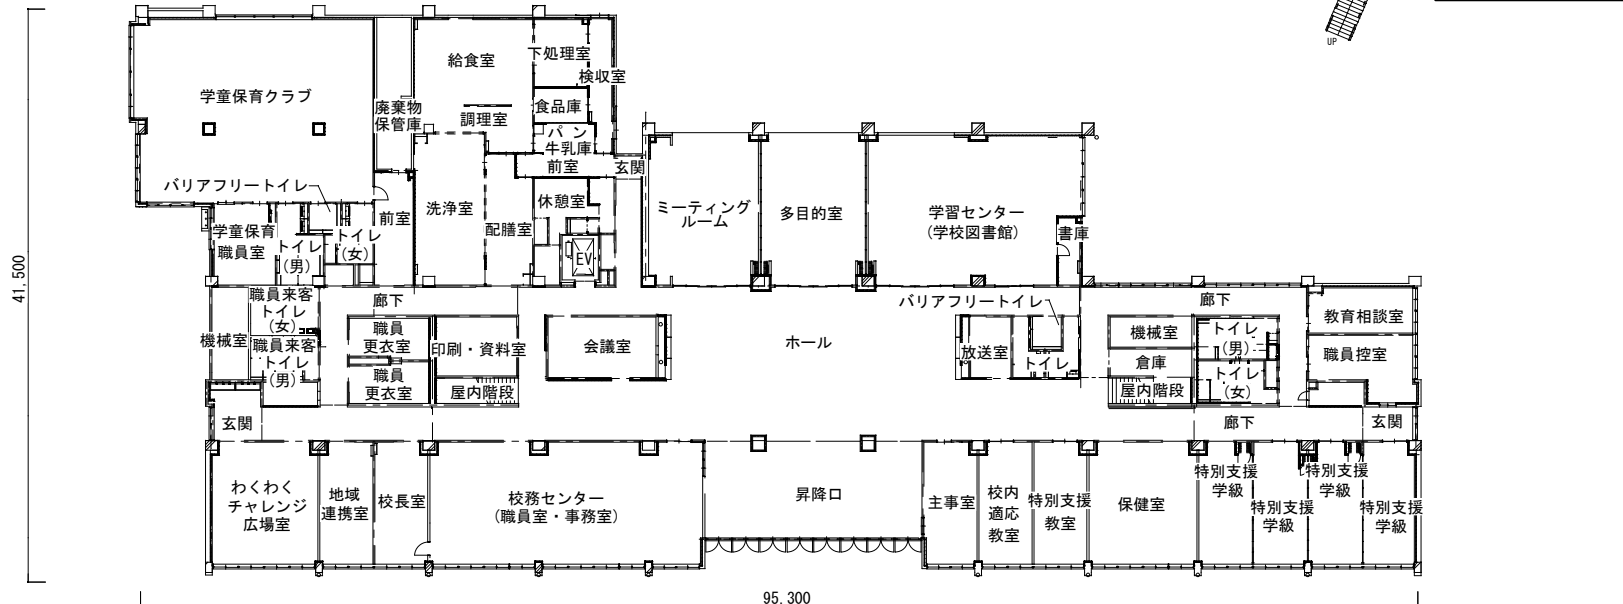 UP
給食室
下処理室
検収室
学童保育クラブ
廃棄物
保管庫
食品庫
調理室
パン
牛乳庫
前室
玄関
バリアフリートイレ
前室
洗浄室
配膳室
休憩室
EV
学童保育
職員室
トイレ
(男)
トイレ
(女)
ミーティング
ルーム
多目的室
学習センター
(学校図書館)
書庫
41,500
職員来客
トイレ
(女)
廊下
機械室
職員来客
トイレ
(男)
職員
更衣室
職員
更衣室
印刷・資料室
屋内階段
会議室
ホール
バリアフリートイレ
放送室
トイレ
廊下
機械室
倉庫
屋内階段
トイレ
(男)
トイレ
(女)
教育相談室
職員控室
玄関
廊下
玄関
わくわく
チャレンジ
広場室
地域
連携室
校長室
校務センター
(職員室・事務室)
昇降口
主事室
校内
適応
教室
特別支援
教室
保健室
特別支援
学級
特別支援
学級
特別支援
学級
特別支援
学級
95,300